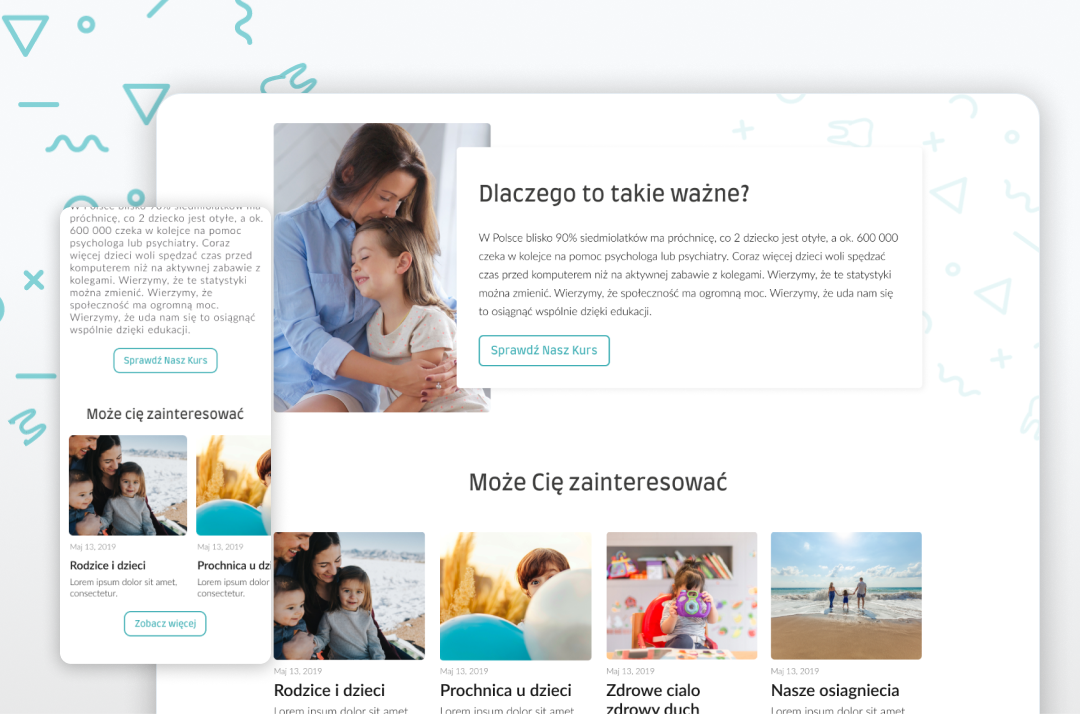 Dlaczego to takie ważne?
W Polsce blisko 90% siedmiolatków ma próchnicę, co 2 dziecko jest otyłe, a ok. 600 000
czeka w kolejce na pomoc psychologa lub psychiatry. Coraz więcej dzieci woli spędzać
czas przed komputerem niż na aktywnej zabawie z kolegami. Wierzymy, że te statystyki
można zmienić. Wierzymy, że społeczność ma ogromną moc. Wierzymy, że uda nam się
to osiągnąć wspólnie dzięki edukacji.
Sprawdź Nasz Kurs
Może Cię zainteresować
Maj 13, 2019
Rodzice i dzieci
Lorem ipsum dolor sit amet
Maj 13, 2019
Prochnica u dzieci
Lorem ipsum dolor sit amet
Maj 13, 2019
Zdrowe cialo
zdrowy duch
Maj 13, 2019
Nasze osiagniecia
Lorem ipsum dolor sit amet
W Polsce blisko 90% siedmiolatków ma
próchnicę, co 2 dziecko jest otyłe, a ok.
600 000 czeka w kolejce na pomoc
psychologa lub psychiatry. Coraz
więcej dzieci woli spędzać czas przed
komputerem niż na aktywnej zabawie z
kolegami. Wierzymy, że te statystyki
można zmienić. Wierzymy, że
społeczność ma ogromną moc.
Wierzymy, że uda nam się to osiągnąć
wspólnie dzięki edukacji.
Sprawdź Nasz Kurs
Może cię zainteresować
Maj 13, 2019
Rodzice i dzieci
Lorem ipsum dolor sit amet,
consectetur.
Maj 13, 2019
Prochnica u dzi
Lorem ipsum dolor
consectetur.
Zobacz więcej